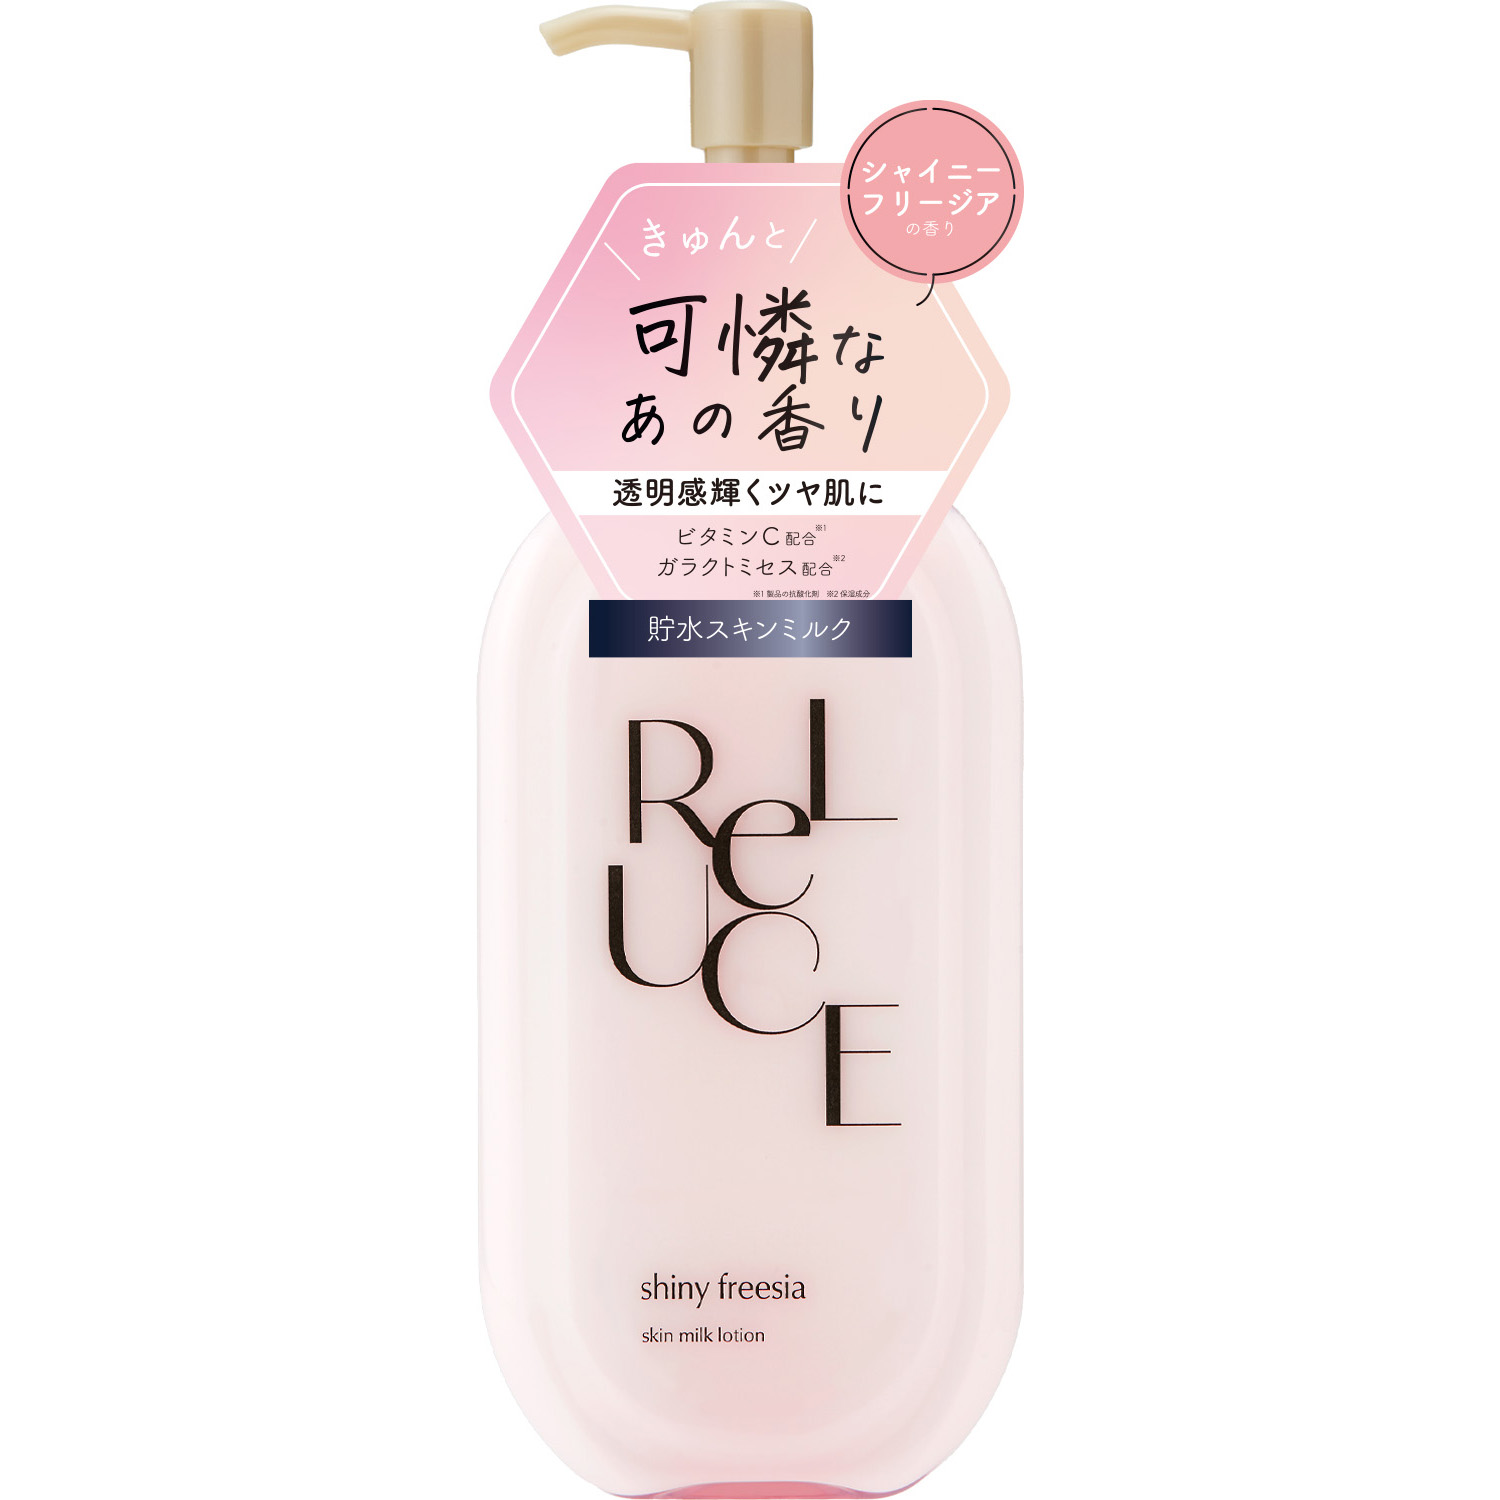 シャイニー
フリージア
の香り
きゅんと
可憐な
あの香り
透明感輝くツヤ肌に
ビタミンC配合※1
ガラクトミセス配合※2
※1 製品の抗酸化剤 ※2 保湿成分
貯水スキンミルク
ReL
UCE
shiny freesia
skin milk lotion